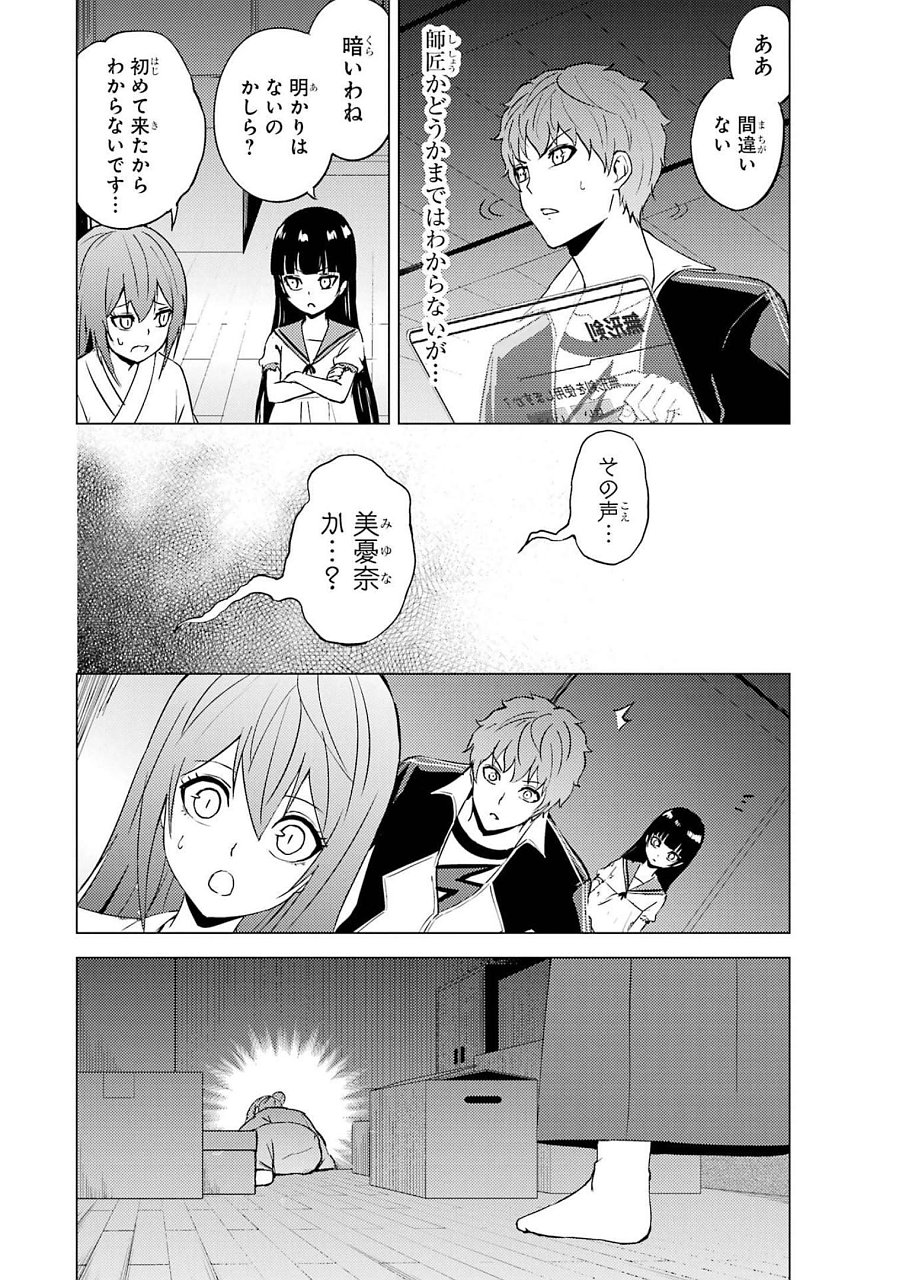 ああ
間違い
ない
師匠かどうかまではわからないが…
暗いわね
明かりは
ないの
かしら？
初めて来たから
わからないです…
その声…
美憂奈
か…？